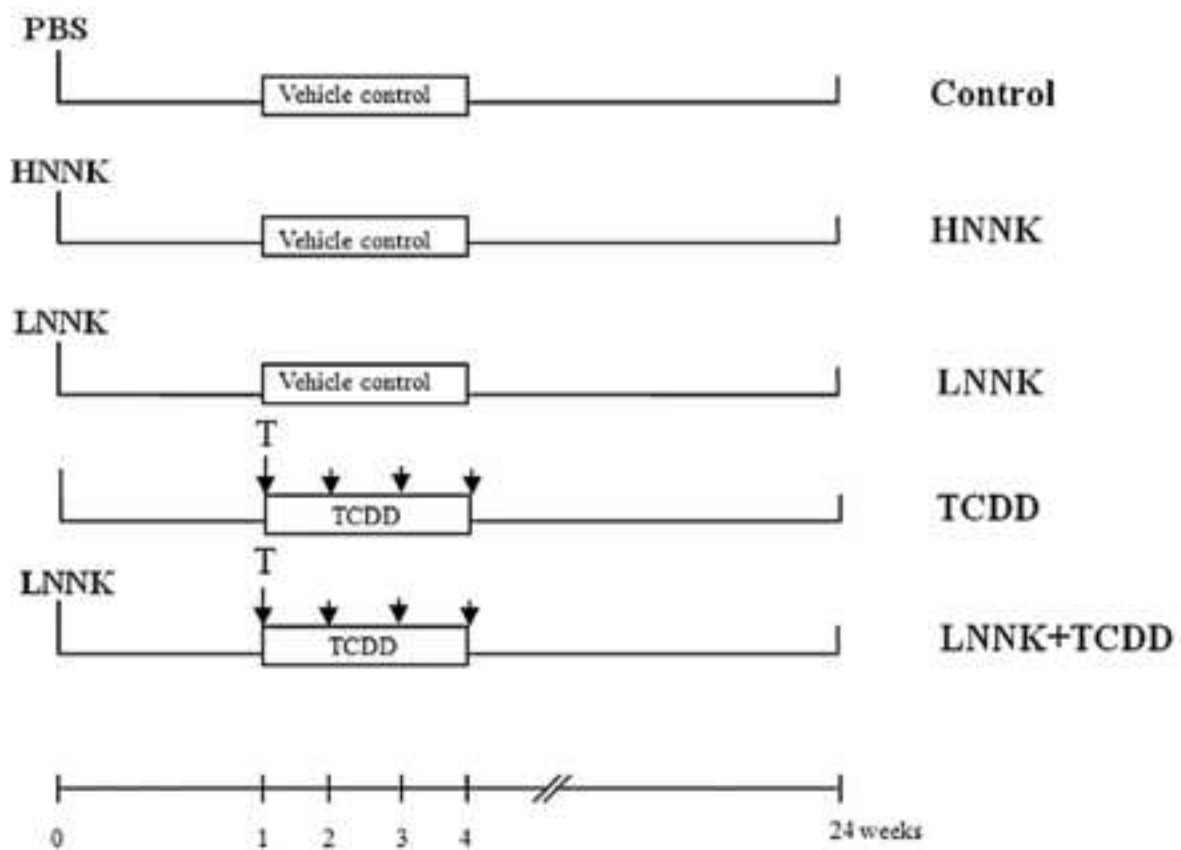 PBS
Vehicle control
Control
HNNK
Vehicle control
HNNK
LNNK
Vehicle control
LNNK
T
TCDD
TCDD
T
LNNK
TCDD
LNNK+TCDD
0 1 2 3 4 24 weeks